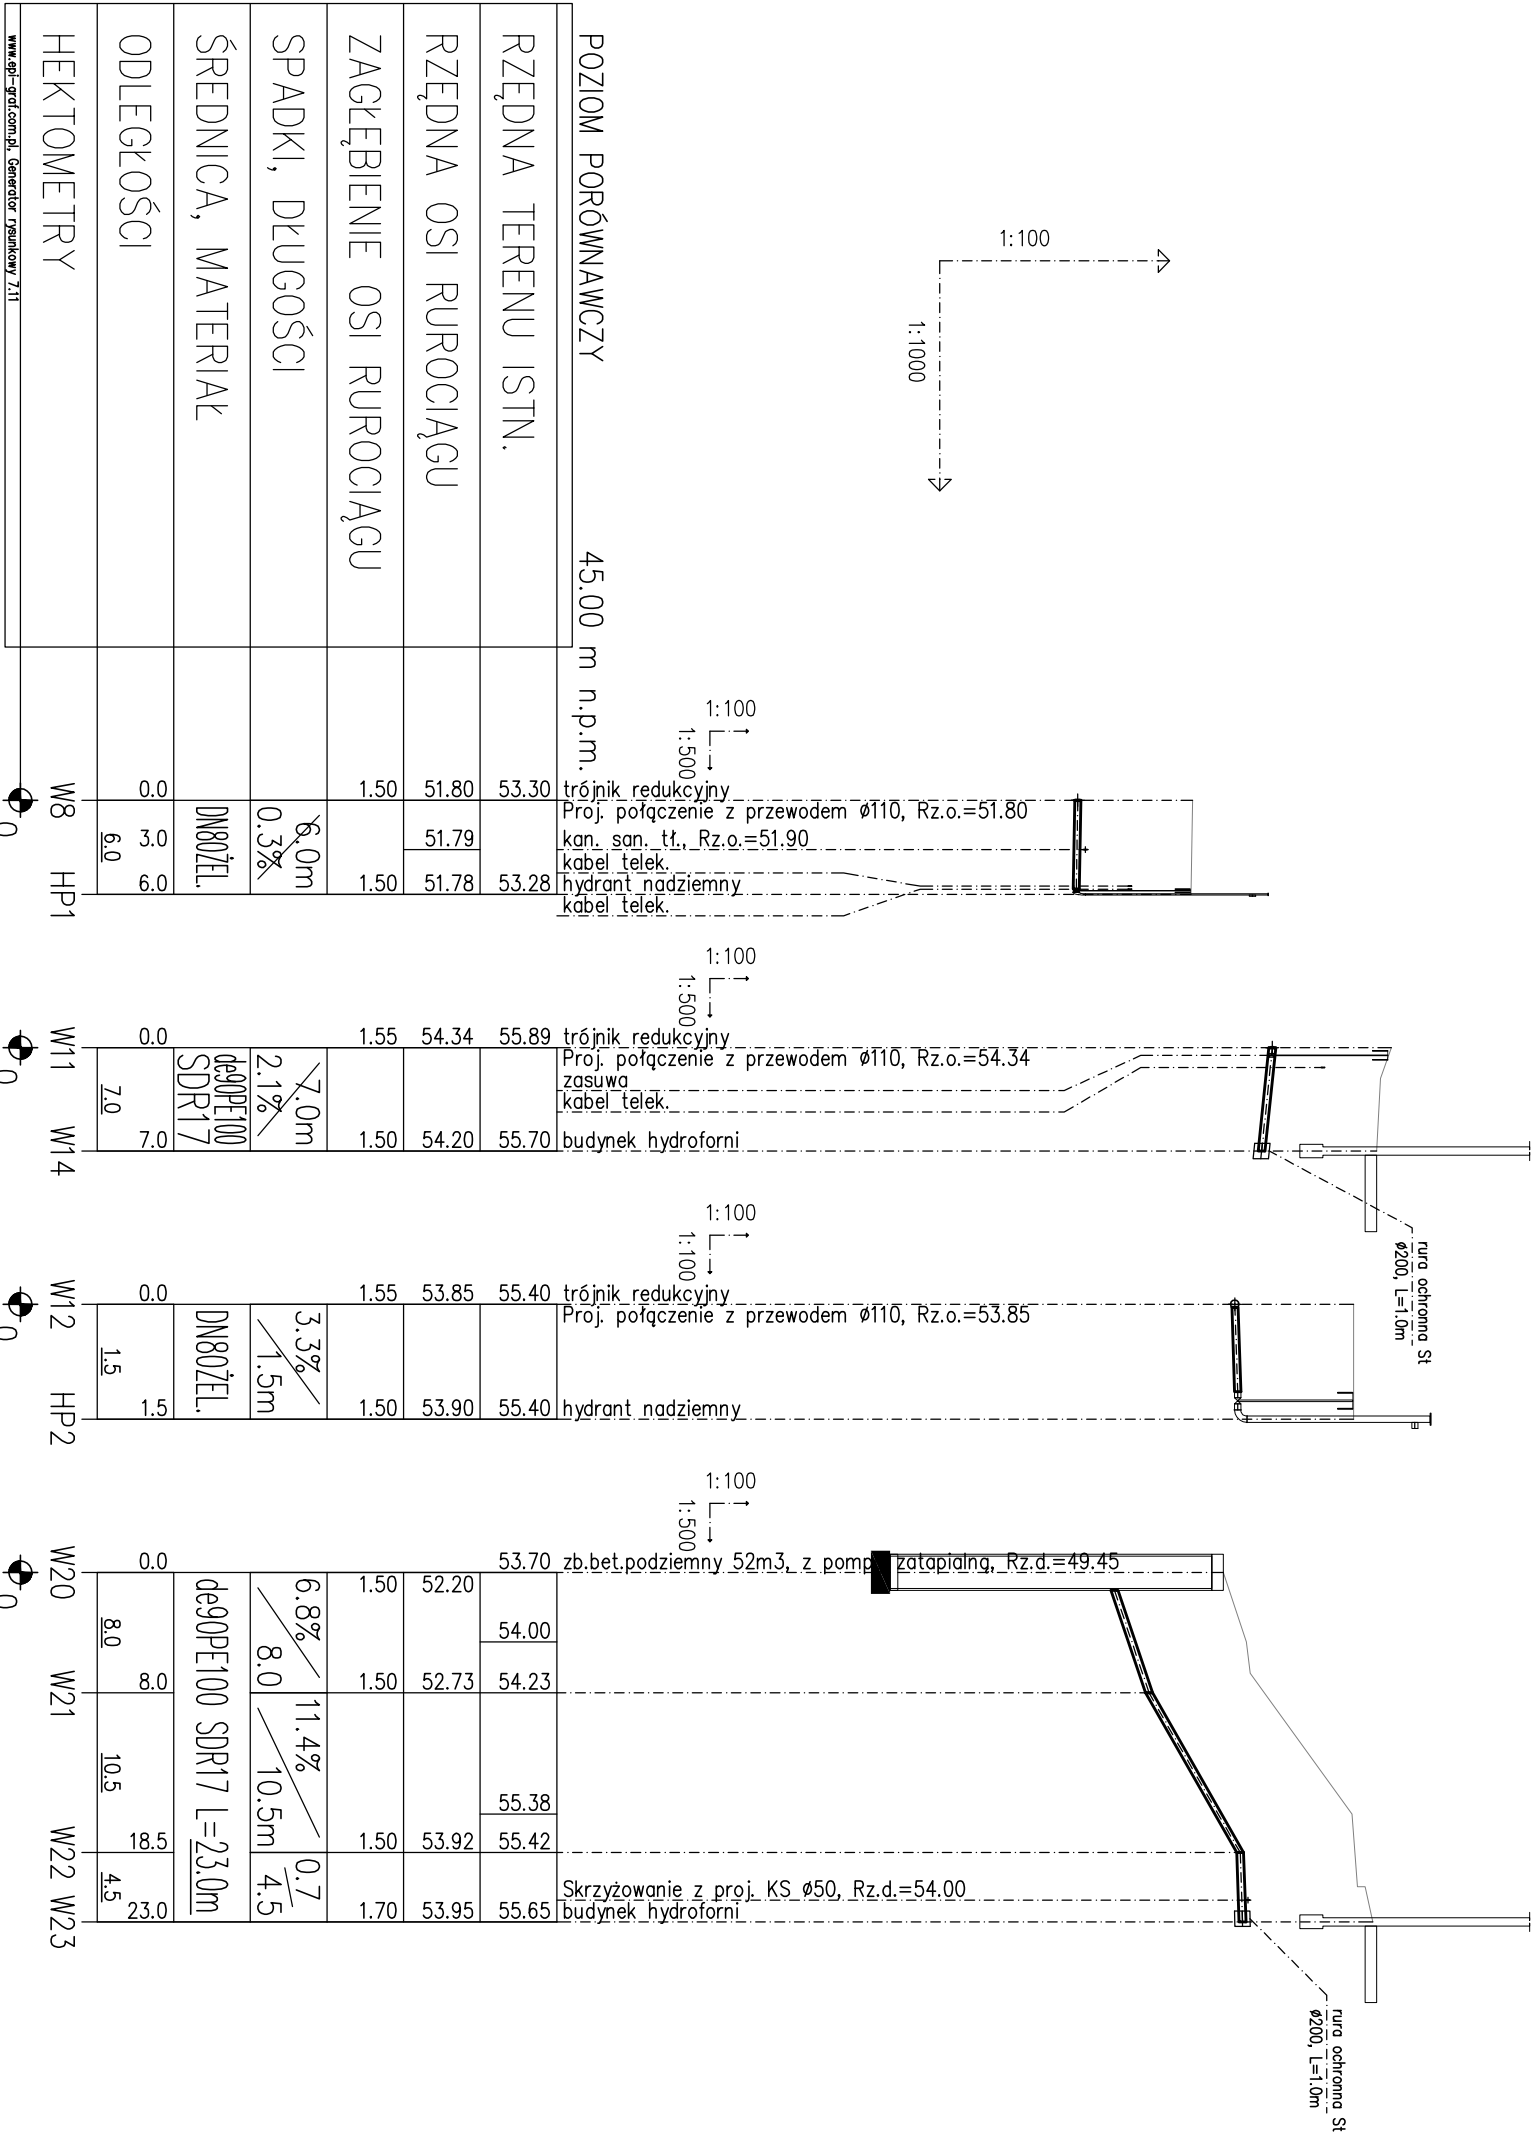 1:100
1:1000
POZIOM PORÓWNAWCZY 45.00 m n.p.m.
RZĘDNA TERENU ISTN.
RZĘDNA OSI RUROCIĄGU
ZAGŁĘBIENIE OSI RUROCIĄGU
SPADKI, DŁUGOŚCI
ŚREDNICA, MATERIAŁ
ODLEGŁOŚCI
HEKTOMETRY
www.epi-graf.com.pl, Generator rysunkowy 7.11
1:100
1:500
0.0 1.50 51.80 53.30 trójnik redukcyjny
Proj. połączenie z przewodem ø110, Rz.o.=51.80
3.0 51.79 kan. san. tł., Rz.o.=51.90
kabel telek.
6.0 1.50 51.78 53.28 hydrant nadziemny
kabel telek.
6.0m
0.3%
DN80ŻEL.
6.0
W8 HP1
0
1:100
1:500
0.0 1.55 54.34 55.89 trójnik redukcyjny
Proj. połączenie z przewodem ø110, Rz.o.=54.34
zasuwa
kabel telek.
7.0 1.50 54.20 55.70 budynek hydroforni
7.0m
2.1%
de90PE100
SDR17
7.0
W11 W14
0
rura ochronna St
ø200, L=1.0m
1:100
1:100
0.0 1.55 53.85 55.40 trójnik redukcyjny
Proj. połączenie z przewodem ø110, Rz.o.=53.85
1.5 1.50 53.90 55.40 hydrant nadziemny
3.3%
1.5m
DN80ŻEL.
1.5
W12 HP2
0
1:100
1:500
0.0 53.70 zb.bet.podziemny 52m3, z pompą zatapialną, Rz.d.=49.45
1.50 52.20
54.00
8.0 1.50 52.73 54.23
55.38
18.5 1.50 53.92 55.42
Skrzyżowanie z proj. KS ø50, Rz.d.=54.00
23.0 1.70 53.95 55.65 budynek hydroforni
6.8% 11.4% 0.7
8.0 10.5m 4.5
de90PE100 SDR17 L=23.0m
8.0 10.5 4.5
W20 W21 W22 W23
0
rura ochronna St
ø200, L=1.0m